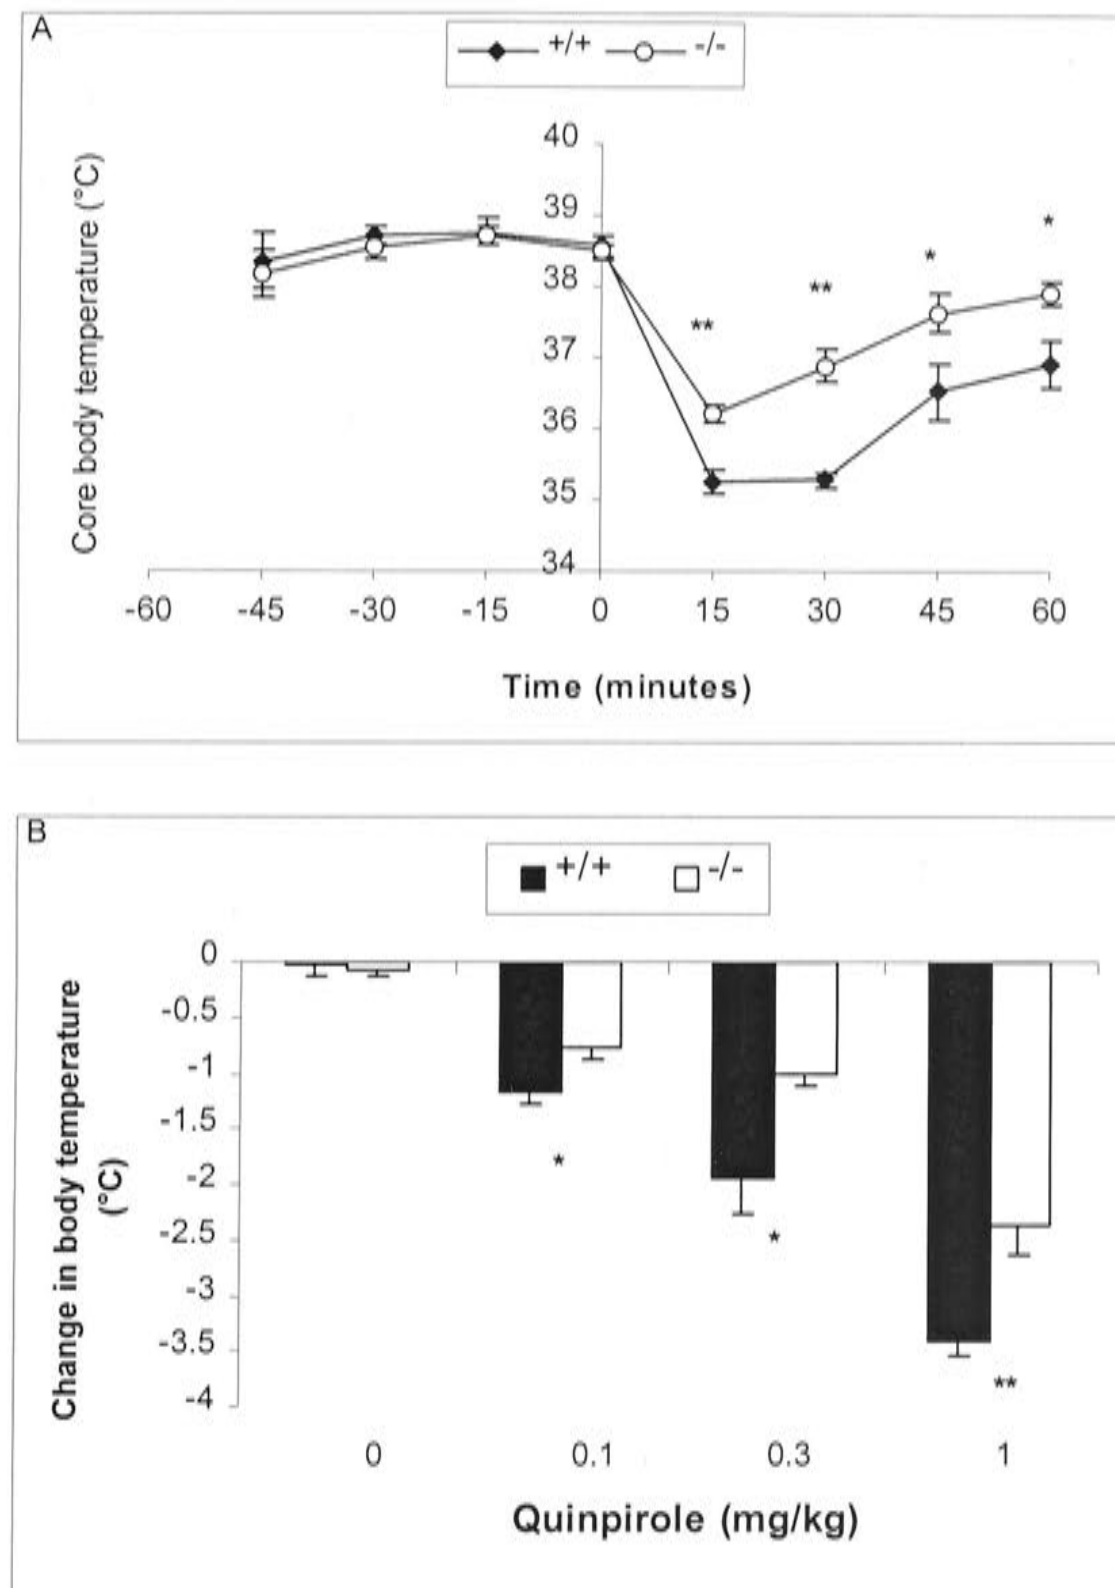 A
+/+ -/-
Core body temperature (°C)
40
39
38
37
36
35
34
*
*
**
**
-60 -45 -30 -15 0 15 30 45 60
Time (minutes)
B
+/+ -/-
Change in body temperature
(°C)
0
-0.5
-1
-1.5
-2
-2.5
-3
-3.5
-4
*
*
**
0 0.1 0.3 1
Quinpirole (mg/kg)